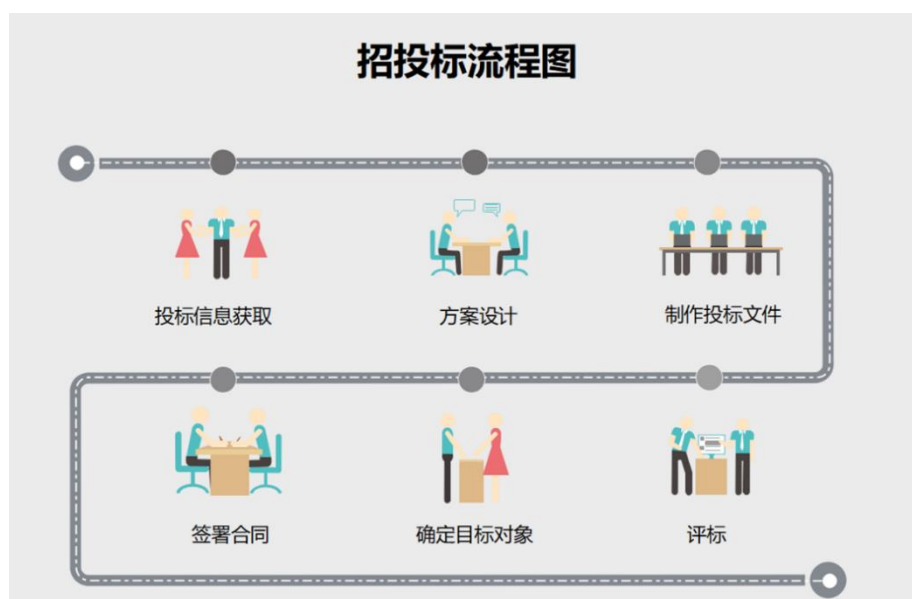 招投标流程图
投标信息获取
方案设计
制作投标文件
评标
确定目标对象
签署合同